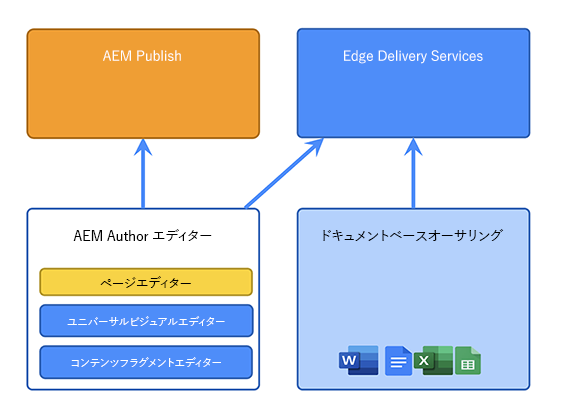 AEM Publish
Edge Delivery Services
AEM Author エディター
ページエディター
ユニバーサルビジュアルエディター
コンテンツフラグメントエディター
ドキュメントベースオーサリング
W
X